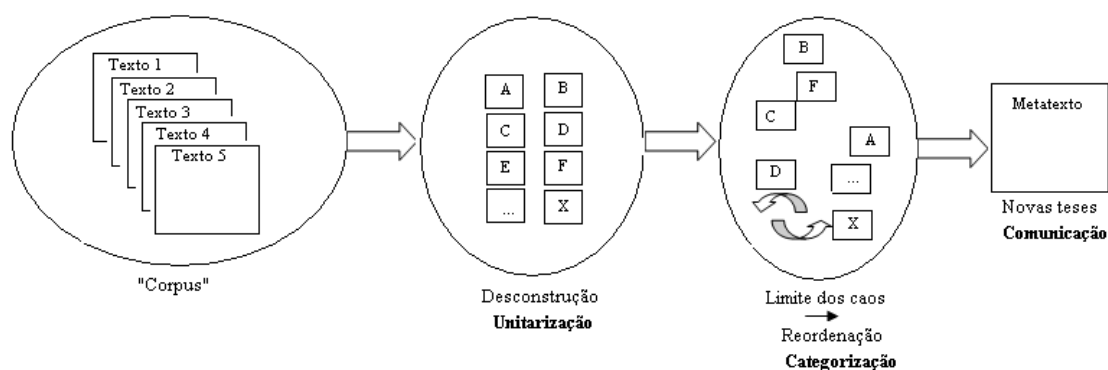 Texto 1
Texto 2
Texto 3
Texto 4
Texto 5
"Corpus"
A
B
C
D
E
F
...
X
Desconstrução
Unitarização
B
F
C
A
D
...
X
Limite dos caos
Reordenação
Categorização
Metatexto
Novas teses
Comunicação